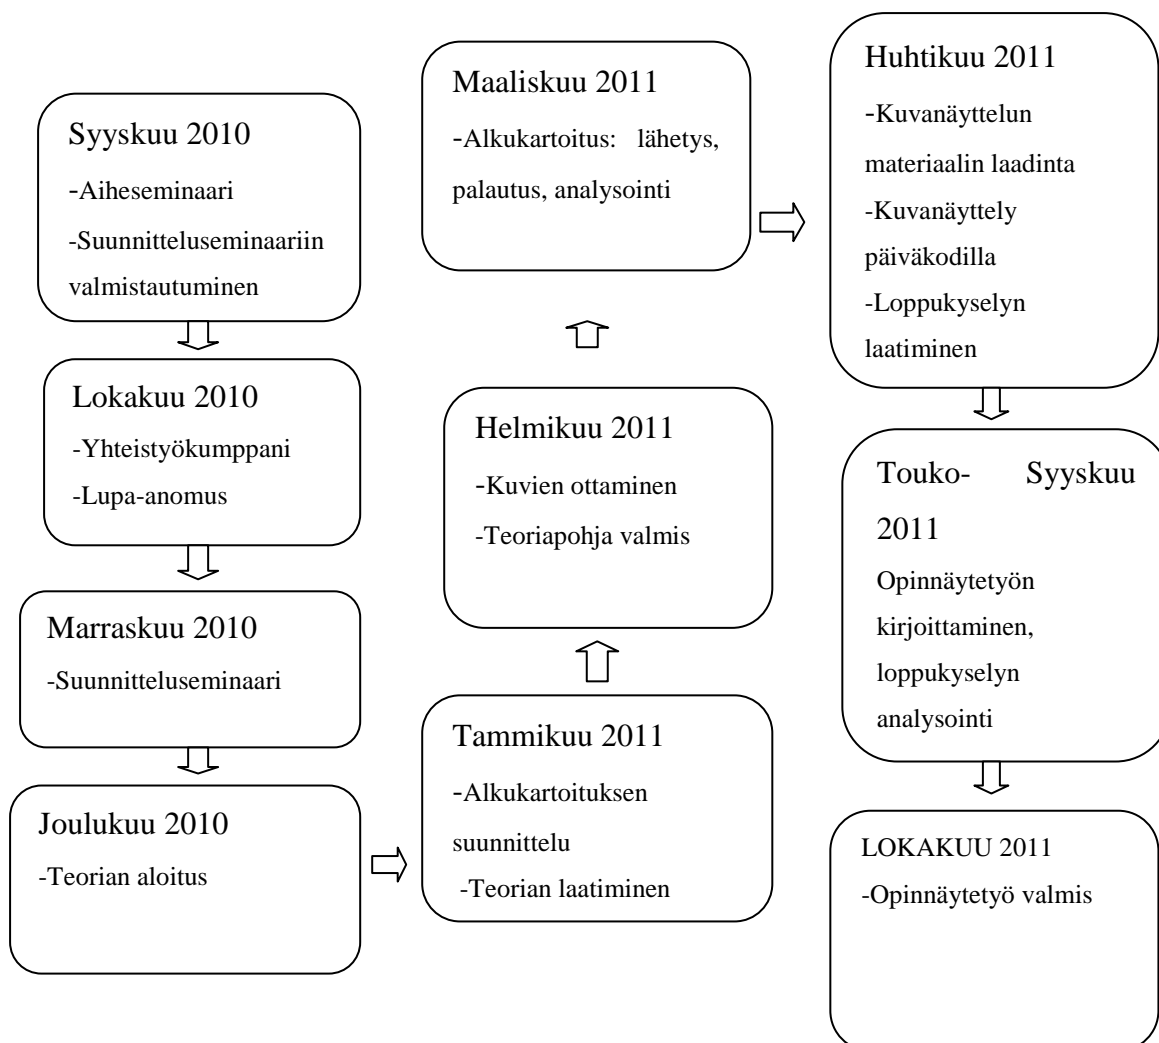 Syyskuu 2010
-Aiheseminaari
-Suunnitteluseminaariin
valmistautuminen
Lokakuu 2010
-Yhteistyökumppani
-Lupa-anomus
Marraskuu 2010
-Suunnitteluseminaari
Joulukuu 2010
-Teorian aloitus
Tammikuu 2011
-Alkukartoituksen
suunnittelu
-Teorian laatiminen
Helmikuu 2011
-Kuvien ottaminen
-Teoriapohja valmis
Maaliskuu 2011
-Alkukartoitus: lähetys,
palautus, analysointi
Huhtikuu 2011
-Kuvanäyttelun
materiaalin laadinta
-Kuvanäyttely
päiväkodilla
-Loppukyselyn
laatiminen
Touko- Syyskuu
2011
Opinnäytetyön
kirjoittaminen,
loppukyselyn
analysointi
LOKAKUU 2011
-Opinnäytetyö valmis